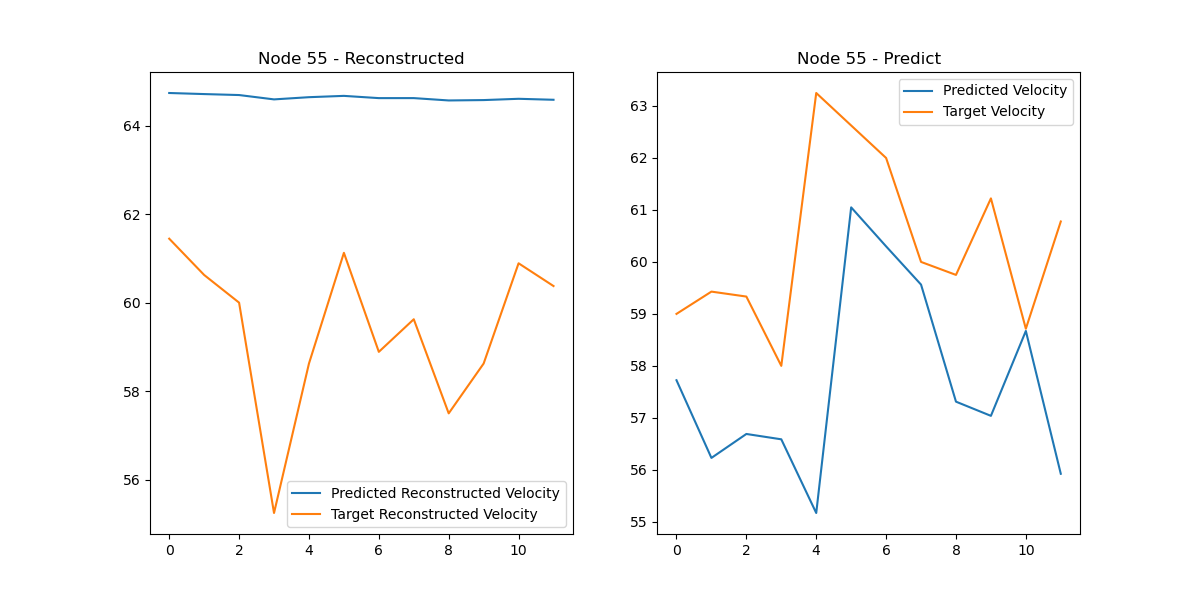 Node 55 - Reconstructed
64
62
60
58
56
0 2 4 6 8 10
Predicted Reconstructed Velocity
Target Reconstructed Velocity
Node 55 - Predict
63
62
61
60
59
58
57
56
55
0 2 4 6 8 10
Predicted Velocity
Target Velocity